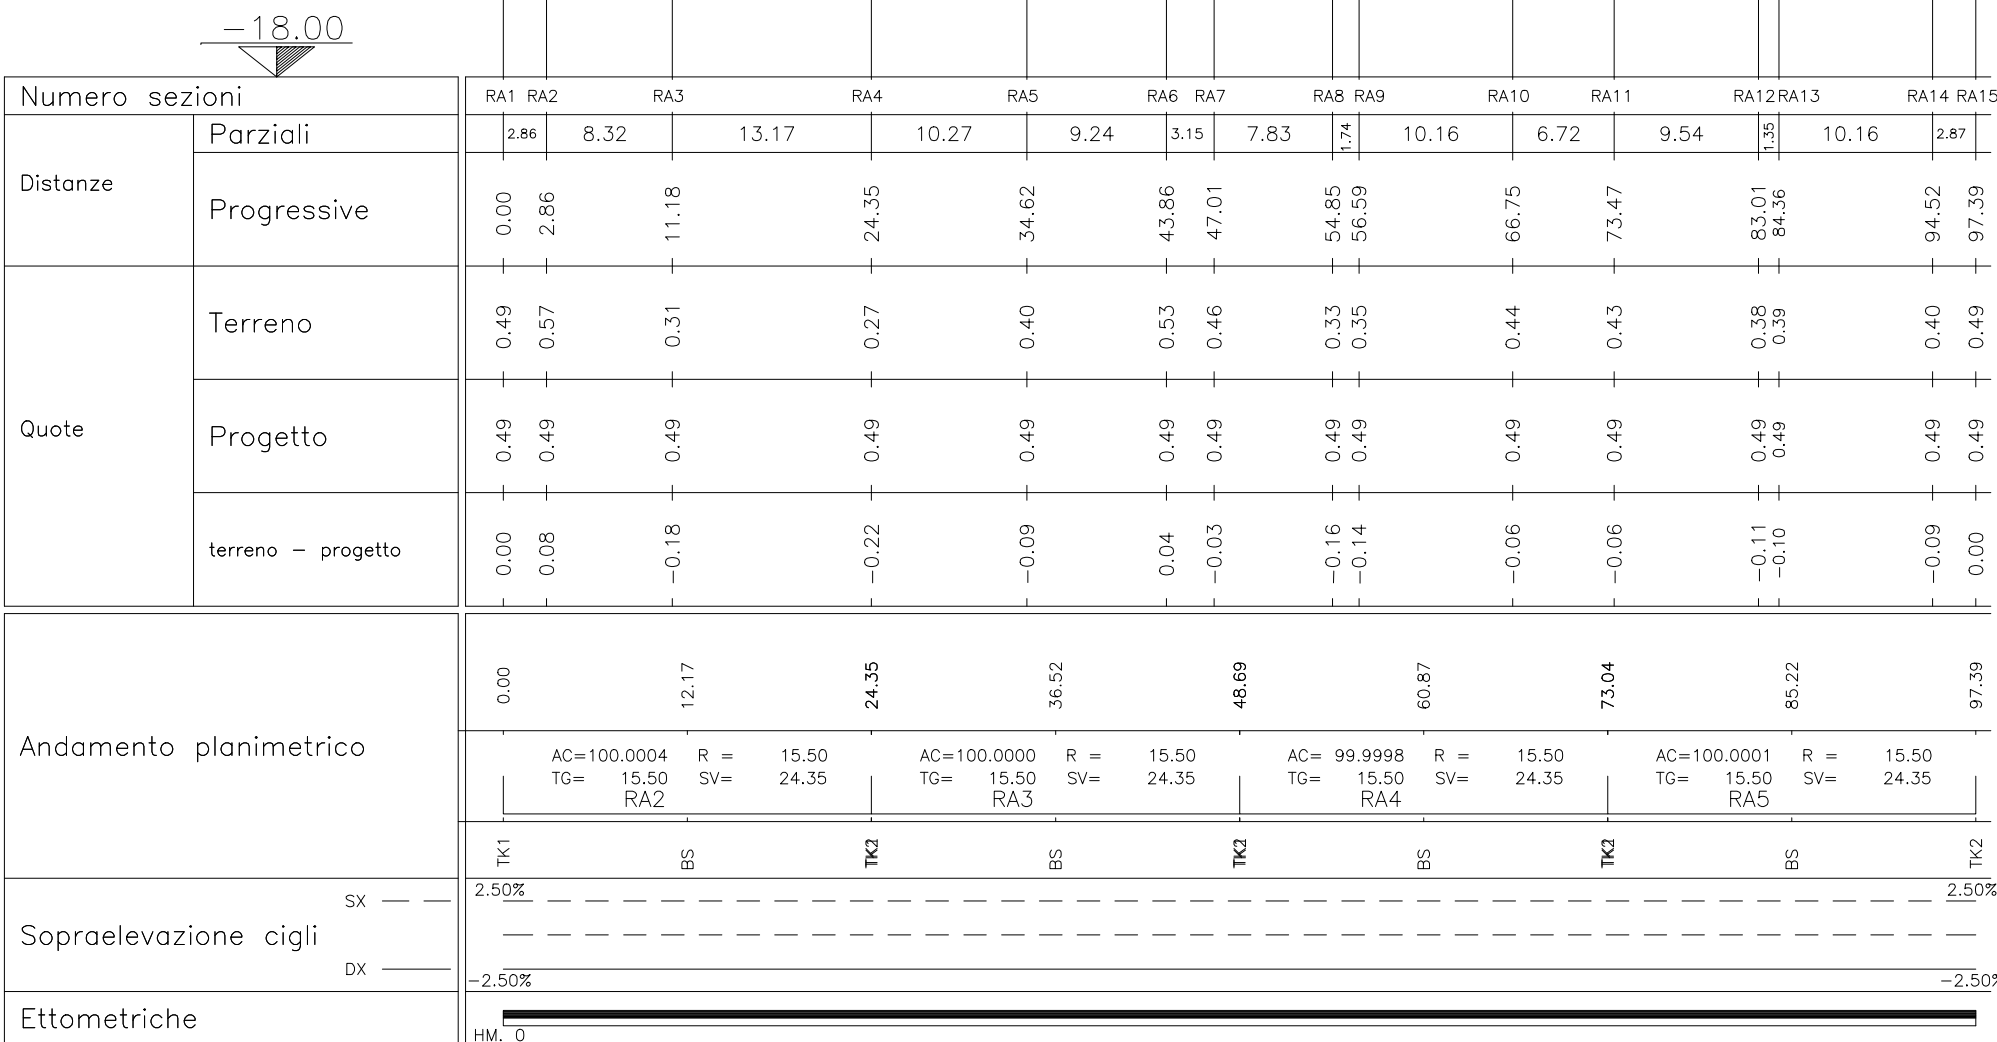 -18.00
Numero sezioni RA1 RA2 RA3 RA4 RA5 RA6 RA7 RA8 RA9 RA10 RA11 RA12 RA13 RA14 RA15
Distanze
Parziali 2.86 8.32 13.17 10.27 9.24 3.15 7.83 1.74 10.16 6.72 9.54 1.35 10.16 2.87
Progressive 0.00 2.86 11.18 24.35 34.62 43.86 47.01 54.85 56.59 66.75 73.47 83.01 84.36 94.52 97.39
Quote
Terreno 0.49 0.57 0.31 0.27 0.40 0.53 0.46 0.33 0.35 0.44 0.43 0.38 0.39 0.40 0.49
Progetto 0.49 0.49 0.49 0.49 0.49 0.49 0.49 0.49 0.49 0.49 0.49 0.49 0.49 0.49 0.49
terreno - progetto 0.00 0.08 -0.18 -0.22 -0.09 0.04 -0.03 -0.16 -0.14 -0.06 -0.06 -0.11 -0.10 -0.09 0.00
Andamento planimetrico
0.00 12.17 24.35 36.52 48.69 60.87 73.04 85.22 97.39
AC=100.0004 R = 15.50 AC=100.0000 R = 15.50 AC= 99.9998 R = 15.50 AC=100.0001 R = 15.50
TG= 15.50 SV= 24.35 TG= 15.50 SV= 24.35 TG= 15.50 SV= 24.35 TG= 15.50 SV= 24.35
RA2 RA3 RA4 RA5
TK1 BS TK2 BS TK2 BS TK2 BS TK2
Sopraelevazione cigli
2.50% 2.50%
SX
DX
-2.50% -2.50%
Ettometriche
HM. 0